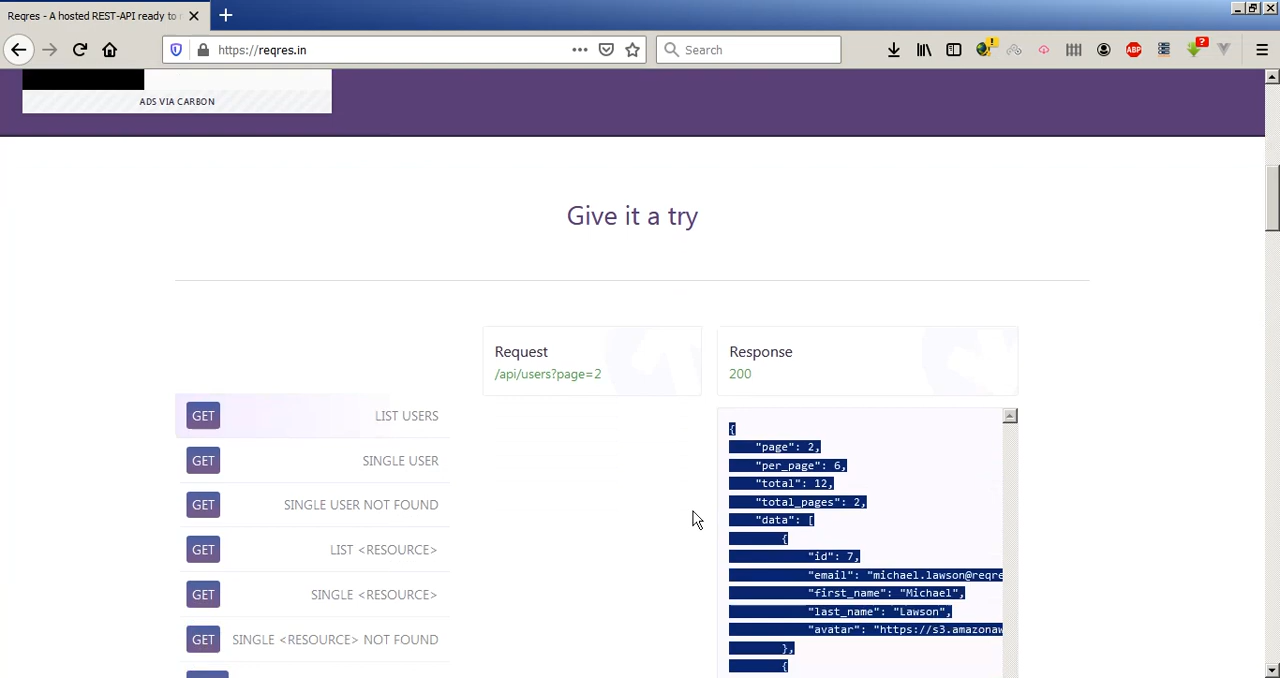 Reqres - A hosted REST-API ready to
https://reqres.in
Search
ABP
ADS VIA CARBON
Give it a try
Request
/api/users?page=2
Response
200
GET LIST USERS
GET SINGLE USER
GET SINGLE USER NOT FOUND
GET LIST <RESOURCE>
GET SINGLE <RESOURCE>
GET SINGLE <RESOURCE> NOT FOUND
{
"page": 2,
"per_page": 6,
"total": 12,
"total_pages": 2,
"data": [
{
"id": 7,
"email": "michael.lawson@reqre
"first_name": "Michael",
"last_name": "Lawson",
"avatar": "https://s3.amazonaw
},
{